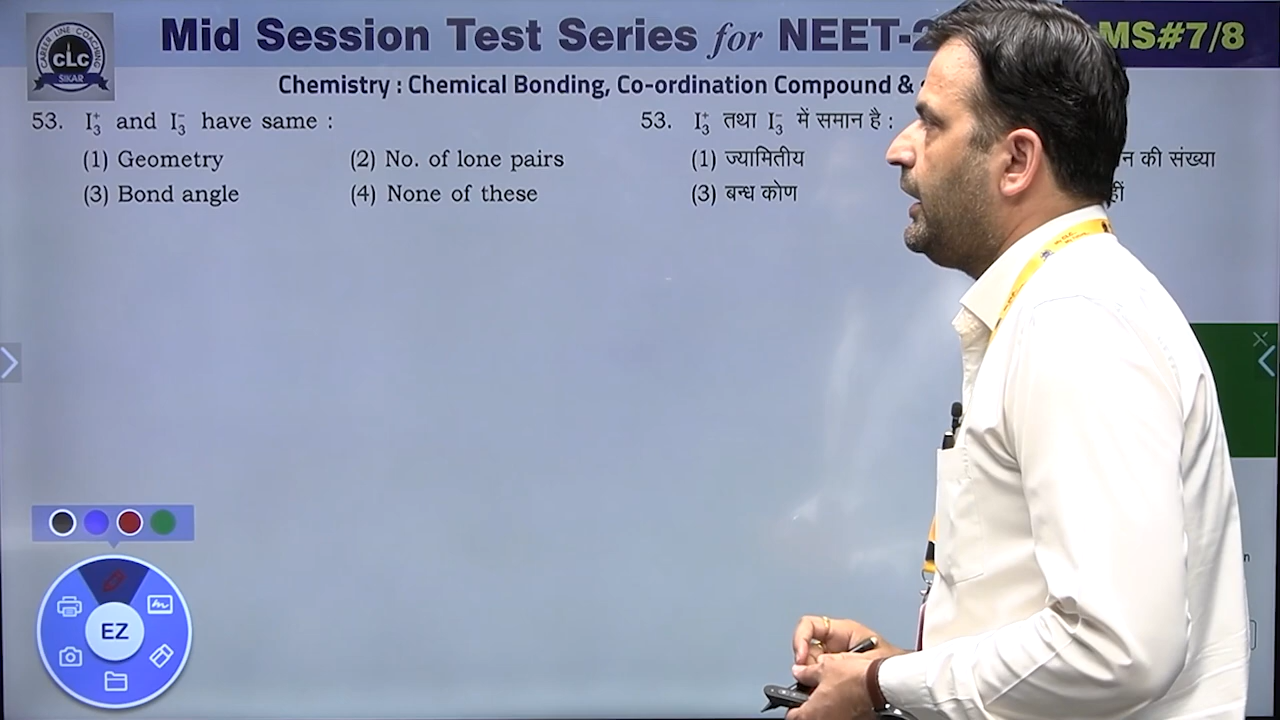 Mid Session Test Series for NEET-2
MS#7/8
CAREER LINE COACHING
CLC
SIKAR
Chemistry : Chemical Bonding, Co-ordination Compound &
53. I₃⁺ and I₃⁻ have same :
(1) Geometry (2) No. of lone pairs
(3) Bond angle (4) None of these
53. I₃⁺ तथा I₃⁻ में समान है :
(1) ज्यामितीय की संख्या
(3) बन्ध कोण
EZ